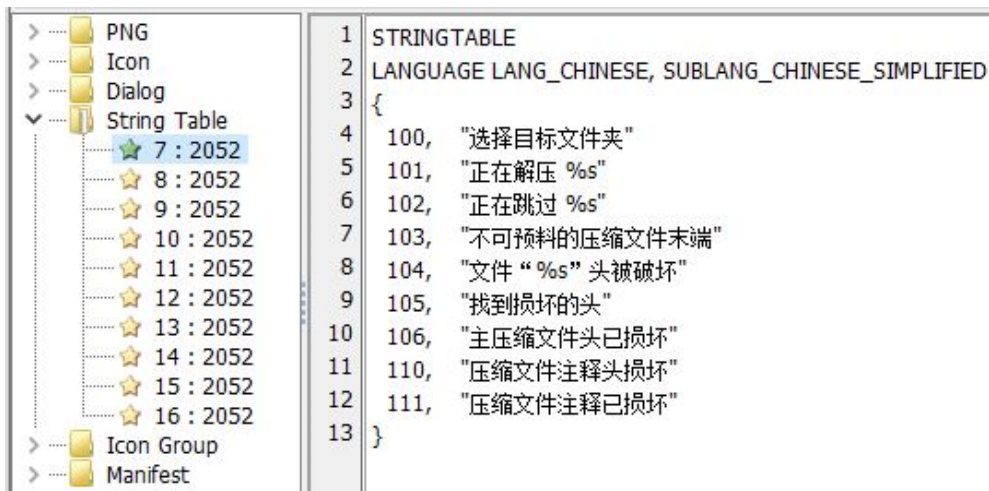 PNG
Icon
Dialog
String Table
7 : 2052
8 : 2052
9 : 2052
10 : 2052
11 : 2052
12 : 2052
13 : 2052
14 : 2052
15 : 2052
16 : 2052
Icon Group
Manifest
1 STRINGTABLE
2 LANGUAGE LANG_CHINESE, SUBLANG_CHINESE_SIMPLIFIED
3 {
4 100, "选择目标文件夹"
5 101, "正在解压 %s"
6 102, "正在跳过 %s"
7 103, "不可预料的压缩文件末端"
8 104, "文件“%s”头被破坏"
9 105, "找到损坏的头"
10 106, "主压缩文件头已损坏"
11 110, "压缩文件注释头损坏"
12 111, "压缩文件注释已损坏"
13 }